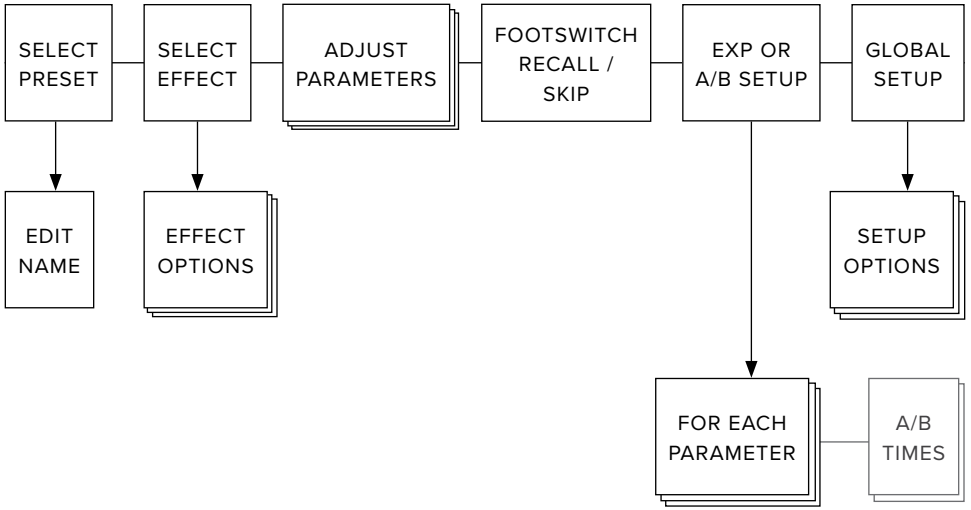 SELECT
PRESET
SELECT
EFFECT
ADJUST
PARAMETERS
FOOTSWITCH
RECALL /
SKIP
EXP OR
A/B SETUP
GLOBAL
SETUP
EDIT
NAME
EFFECT
OPTIONS
SETUP
OPTIONS
FOR EACH
PARAMETER
A/B
TIMES